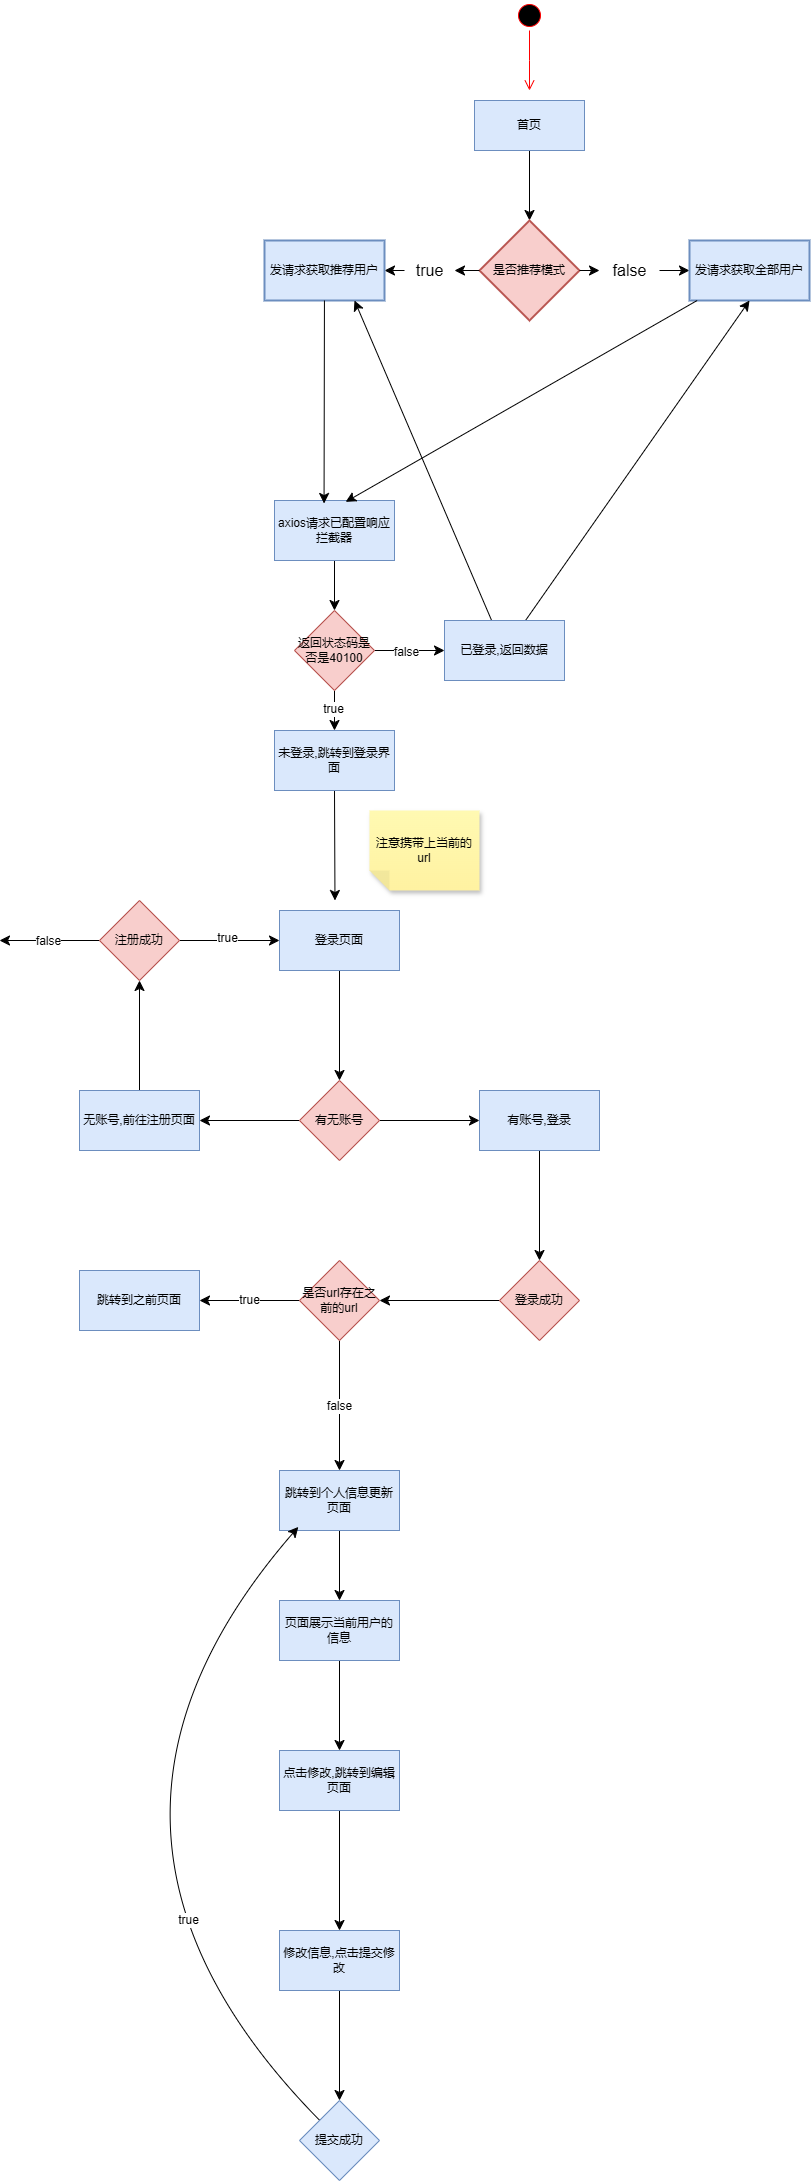 首页
发请求获取推荐用户
true
是否推荐模式
false
发请求获取全部用户
axios请求已配置响应
拦截器
返回状态码是
否是40100
false
已登录,返回数据
true
未登录,跳转到登录界
面
注意携带上当前的
url
false
注册成功
true
登录页面
无账号,前往注册页面
有无账号
有账号,登录
跳转到之前页面
true
是否url存在之
前的url
登录成功
false
跳转到个人信息更新
页面
页面展示当前用户的
信息
点击修改,跳转到编辑
页面
true
修改信息,点击提交修
改
提交成功